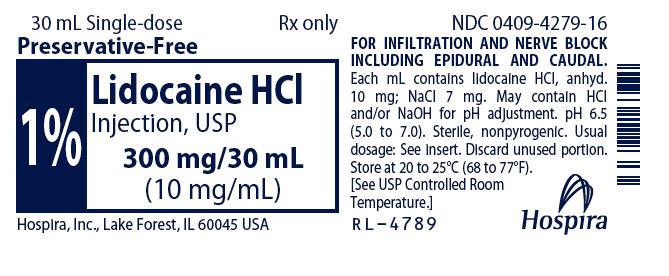 30 mL Single-dose Rx only
Preservative-Free
1%
Lidocaine HCl
Injection, USP
300 mg/30 mL
(10 mg/mL)
Hospira, Inc., Lake Forest, IL 60045 USA
NDC 0409-4279-16
FOR INFILTRATION AND NERVE BLOCK
INCLUDING EPIDURAL AND CAUDAL.
Each mL contains lidocaine HCl, anhyd.
10 mg; NaCl 7 mg. May contain HCl
and/or NaOH for pH adjustment. pH 6.5
(5.0 to 7.0). Sterile, nonpyrogenic. Usual
dosage: See insert. Discard unused portion.
Store at 20 to 25°C (68 to 77°F).
[See USP Controlled Room
Temperature.]
RL-4789
Hospira